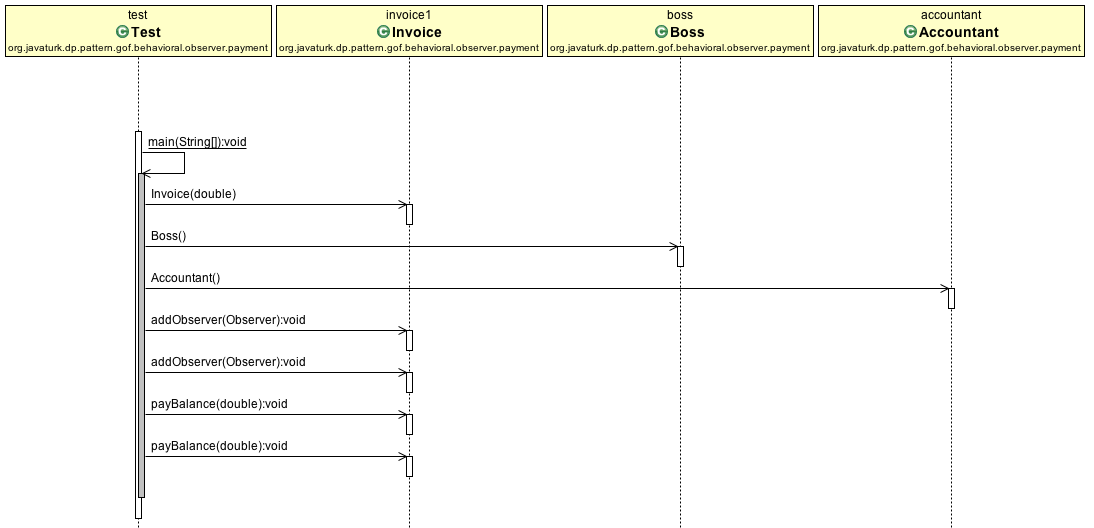 test
Test
org.javaturk.dp.pattern.gof.behavioral.observer.payment
invoice1
Invoice
org.javaturk.dp.pattern.gof.behavioral.observer.payment
boss
Boss
org.javaturk.dp.pattern.gof.behavioral.observer.payment
accountant
Accountant
org.javaturk.dp.pattern.gof.behavioral.observer.payment
main(String[]):void
Invoice(double)
Boss()
Accountant()
addObserver(Observer):void
addObserver(Observer):void
payBalance(double):void
payBalance(double):void